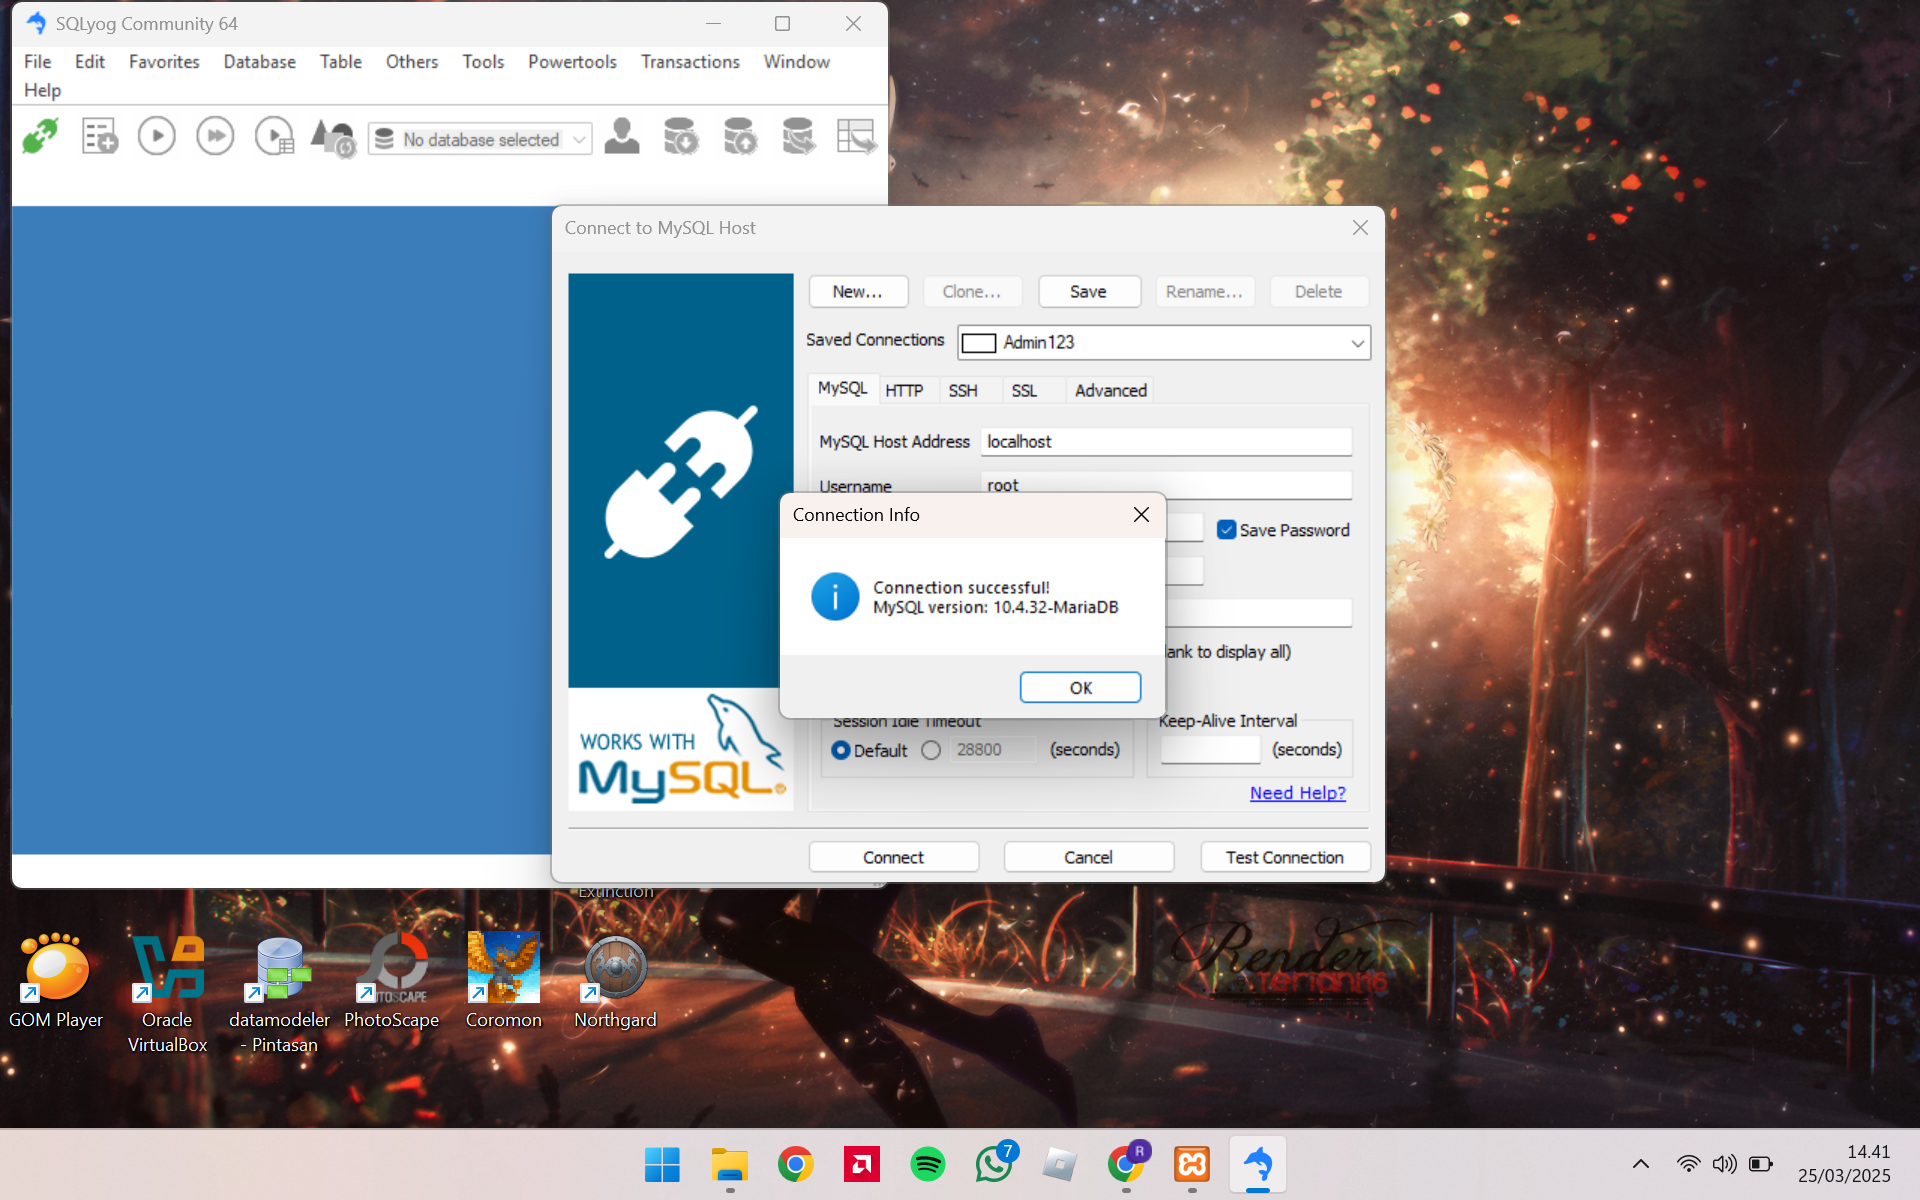 SQLyog Community 64
File Edit Favorites Database Table Others Tools Powertools Transactions Window
Help
No database selected
Connect to MySQL Host
New... Clone... Save Rename... Delete
Saved Connections Admin123
MySQL HTTP SSH SSL Advanced
MySQL Host Address localhost
Username root
Save Password
Connection Info
Connection successful!
MySQL version: 10.4.32-MariaDB
OK
lank to display all)
Session Idle Timeout
Default 28800 (seconds)
Keep-Alive Interval
(seconds)
Need Help?
WORKS WITH
MySQL®
Connect Cancel Test Connection
Extinction
Render
GOM Player
Oracle
VirtualBox
datamodeler
- Pintasan
PhotoScape
Coromon
Northgard
7
R
14.41
25/03/2025